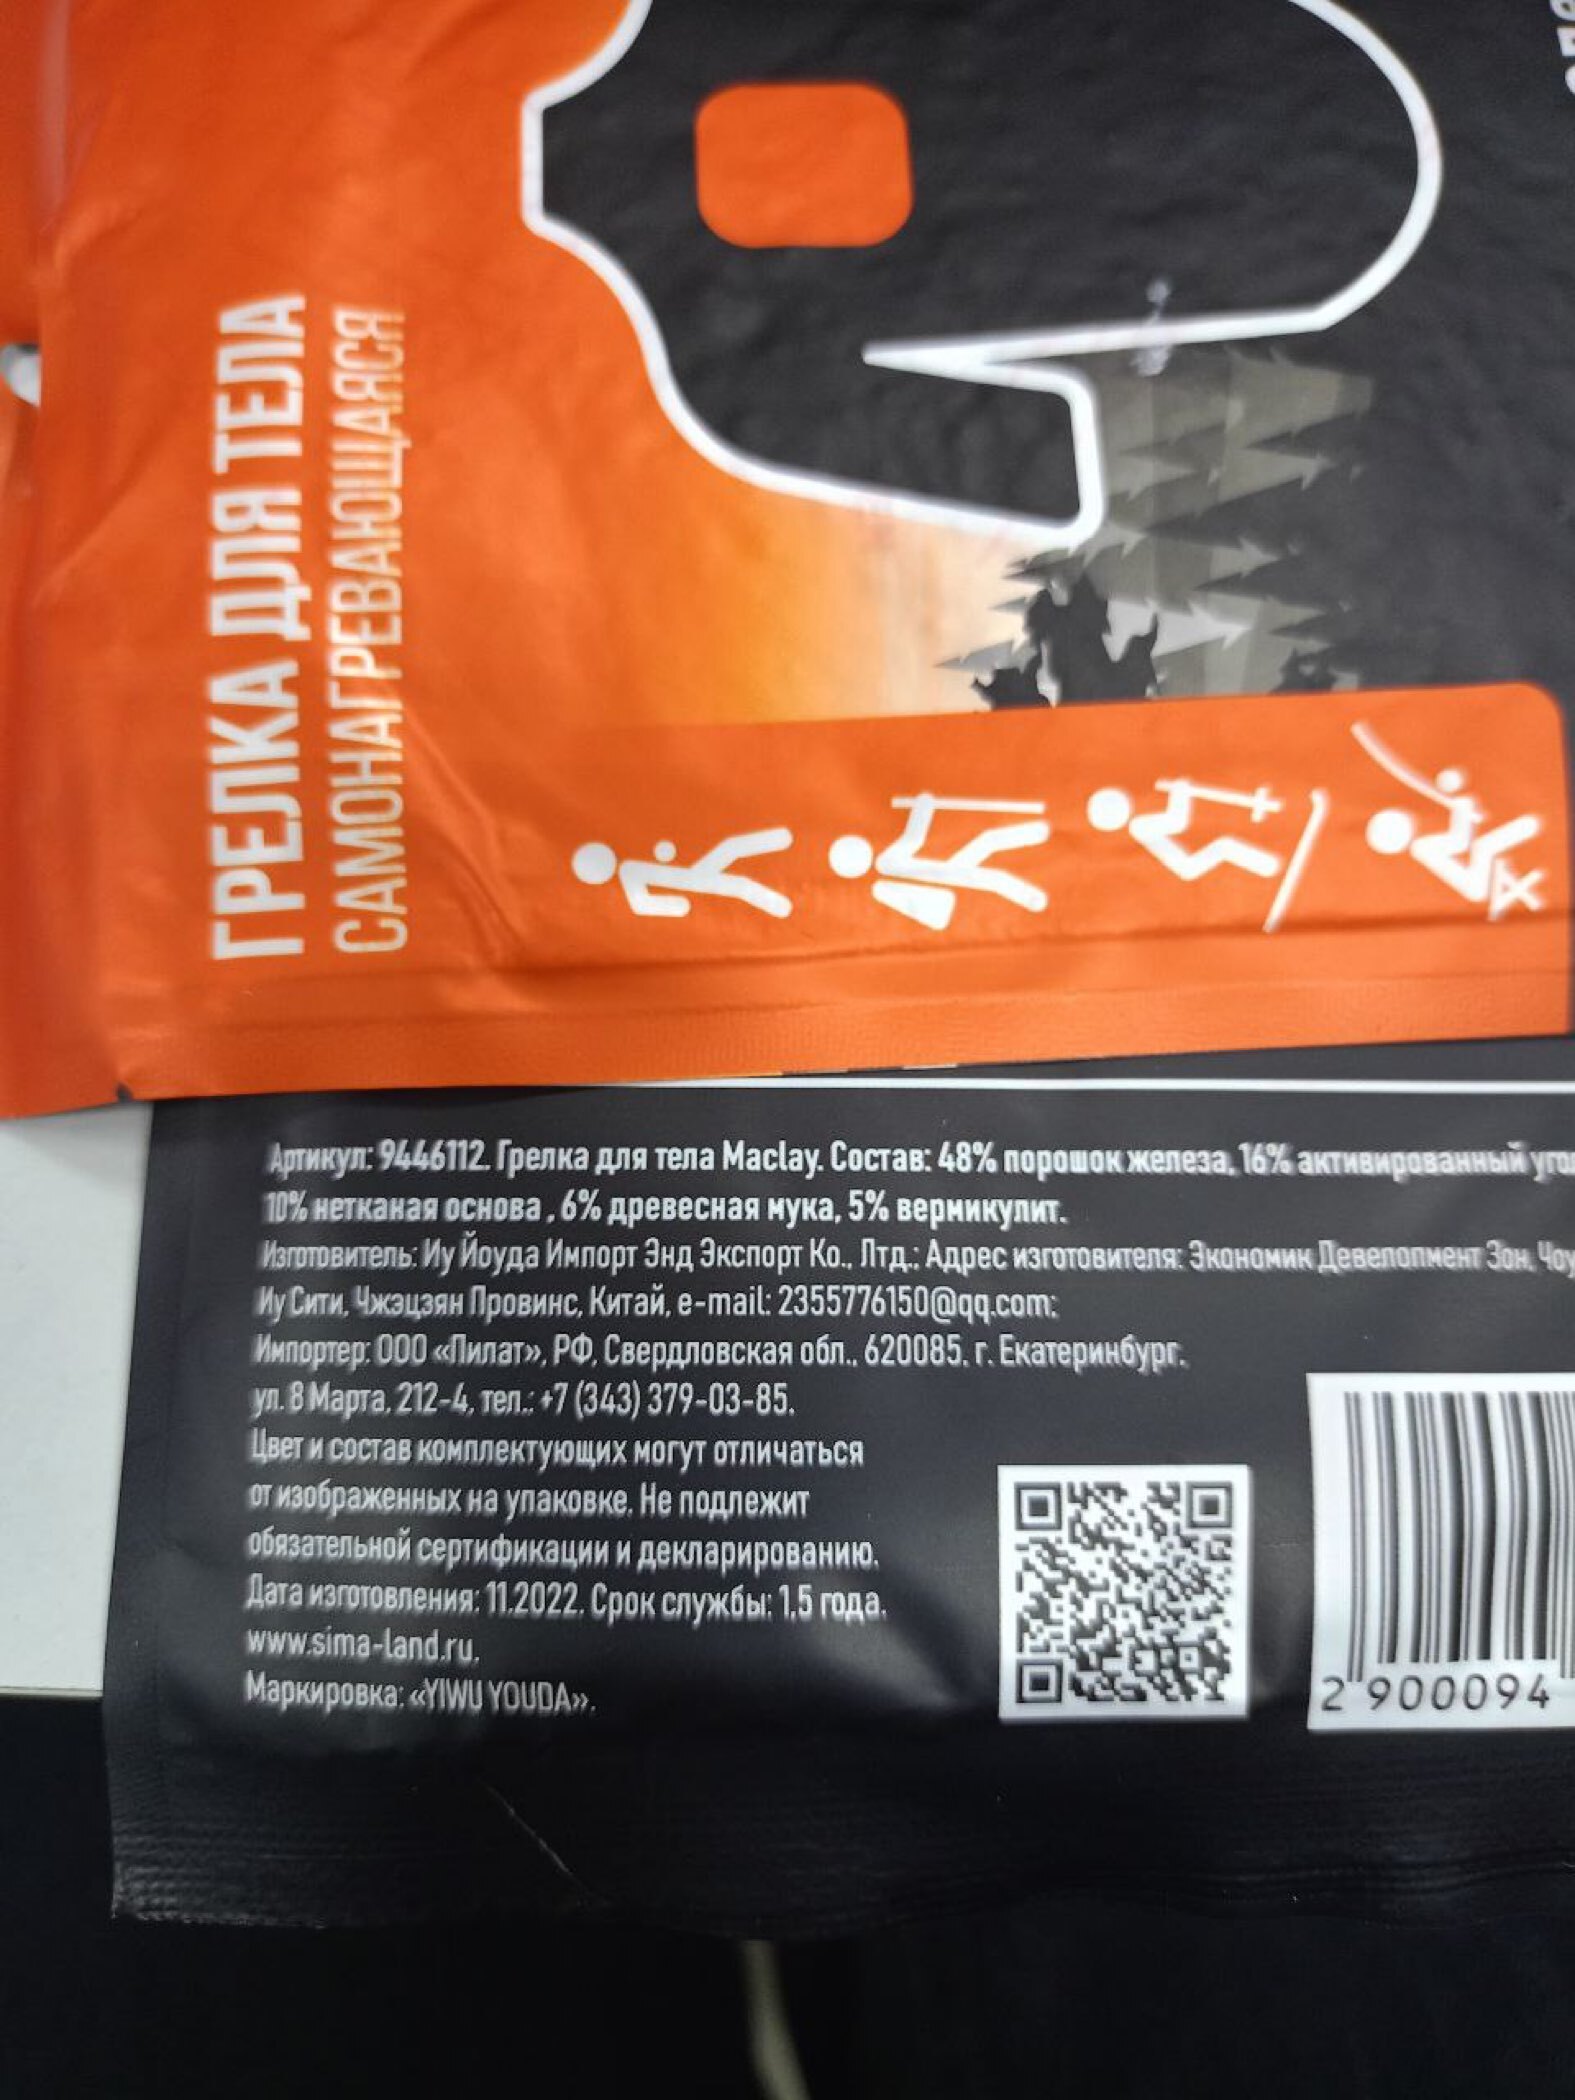 ГРЕЛКА ДЛЯ ТЕЛА
САМОНАГРЕВАЮЩАЯСЯ
Артикул: 9446112. Грелка для тела Maclay. Состав: 48% порошок железа, 16% активированный
10% нетканая основа , 6% древесная мука, 5% вермикулит.
Изготовитель: Иу Йоуда Импорт Энд Экспорт Ко., Лтд.; Адрес изготовителя: Экономик Девелопмент Зон,
Иу Сити, Чжэцзян Провинс, Китай, e-mail: 2355776150@qq.com;
Импортер: ООО «Пилат», РФ, Свердловская обл., 620085, г. Екатеринбург,
ул. 8 Марта, 212-4, тел.: +7 (343) 379-03-85.
Цвет и состав комплектующих могут отличаться
от изображенных на упаковке. Не подлежит
обязательной сертификации и декларированию.
Дата изготовления: 11.2022. Срок службы: 1,5 года.
www.sima-land.ru.
Маркировка: «YIWU YOUDA».
2 900094